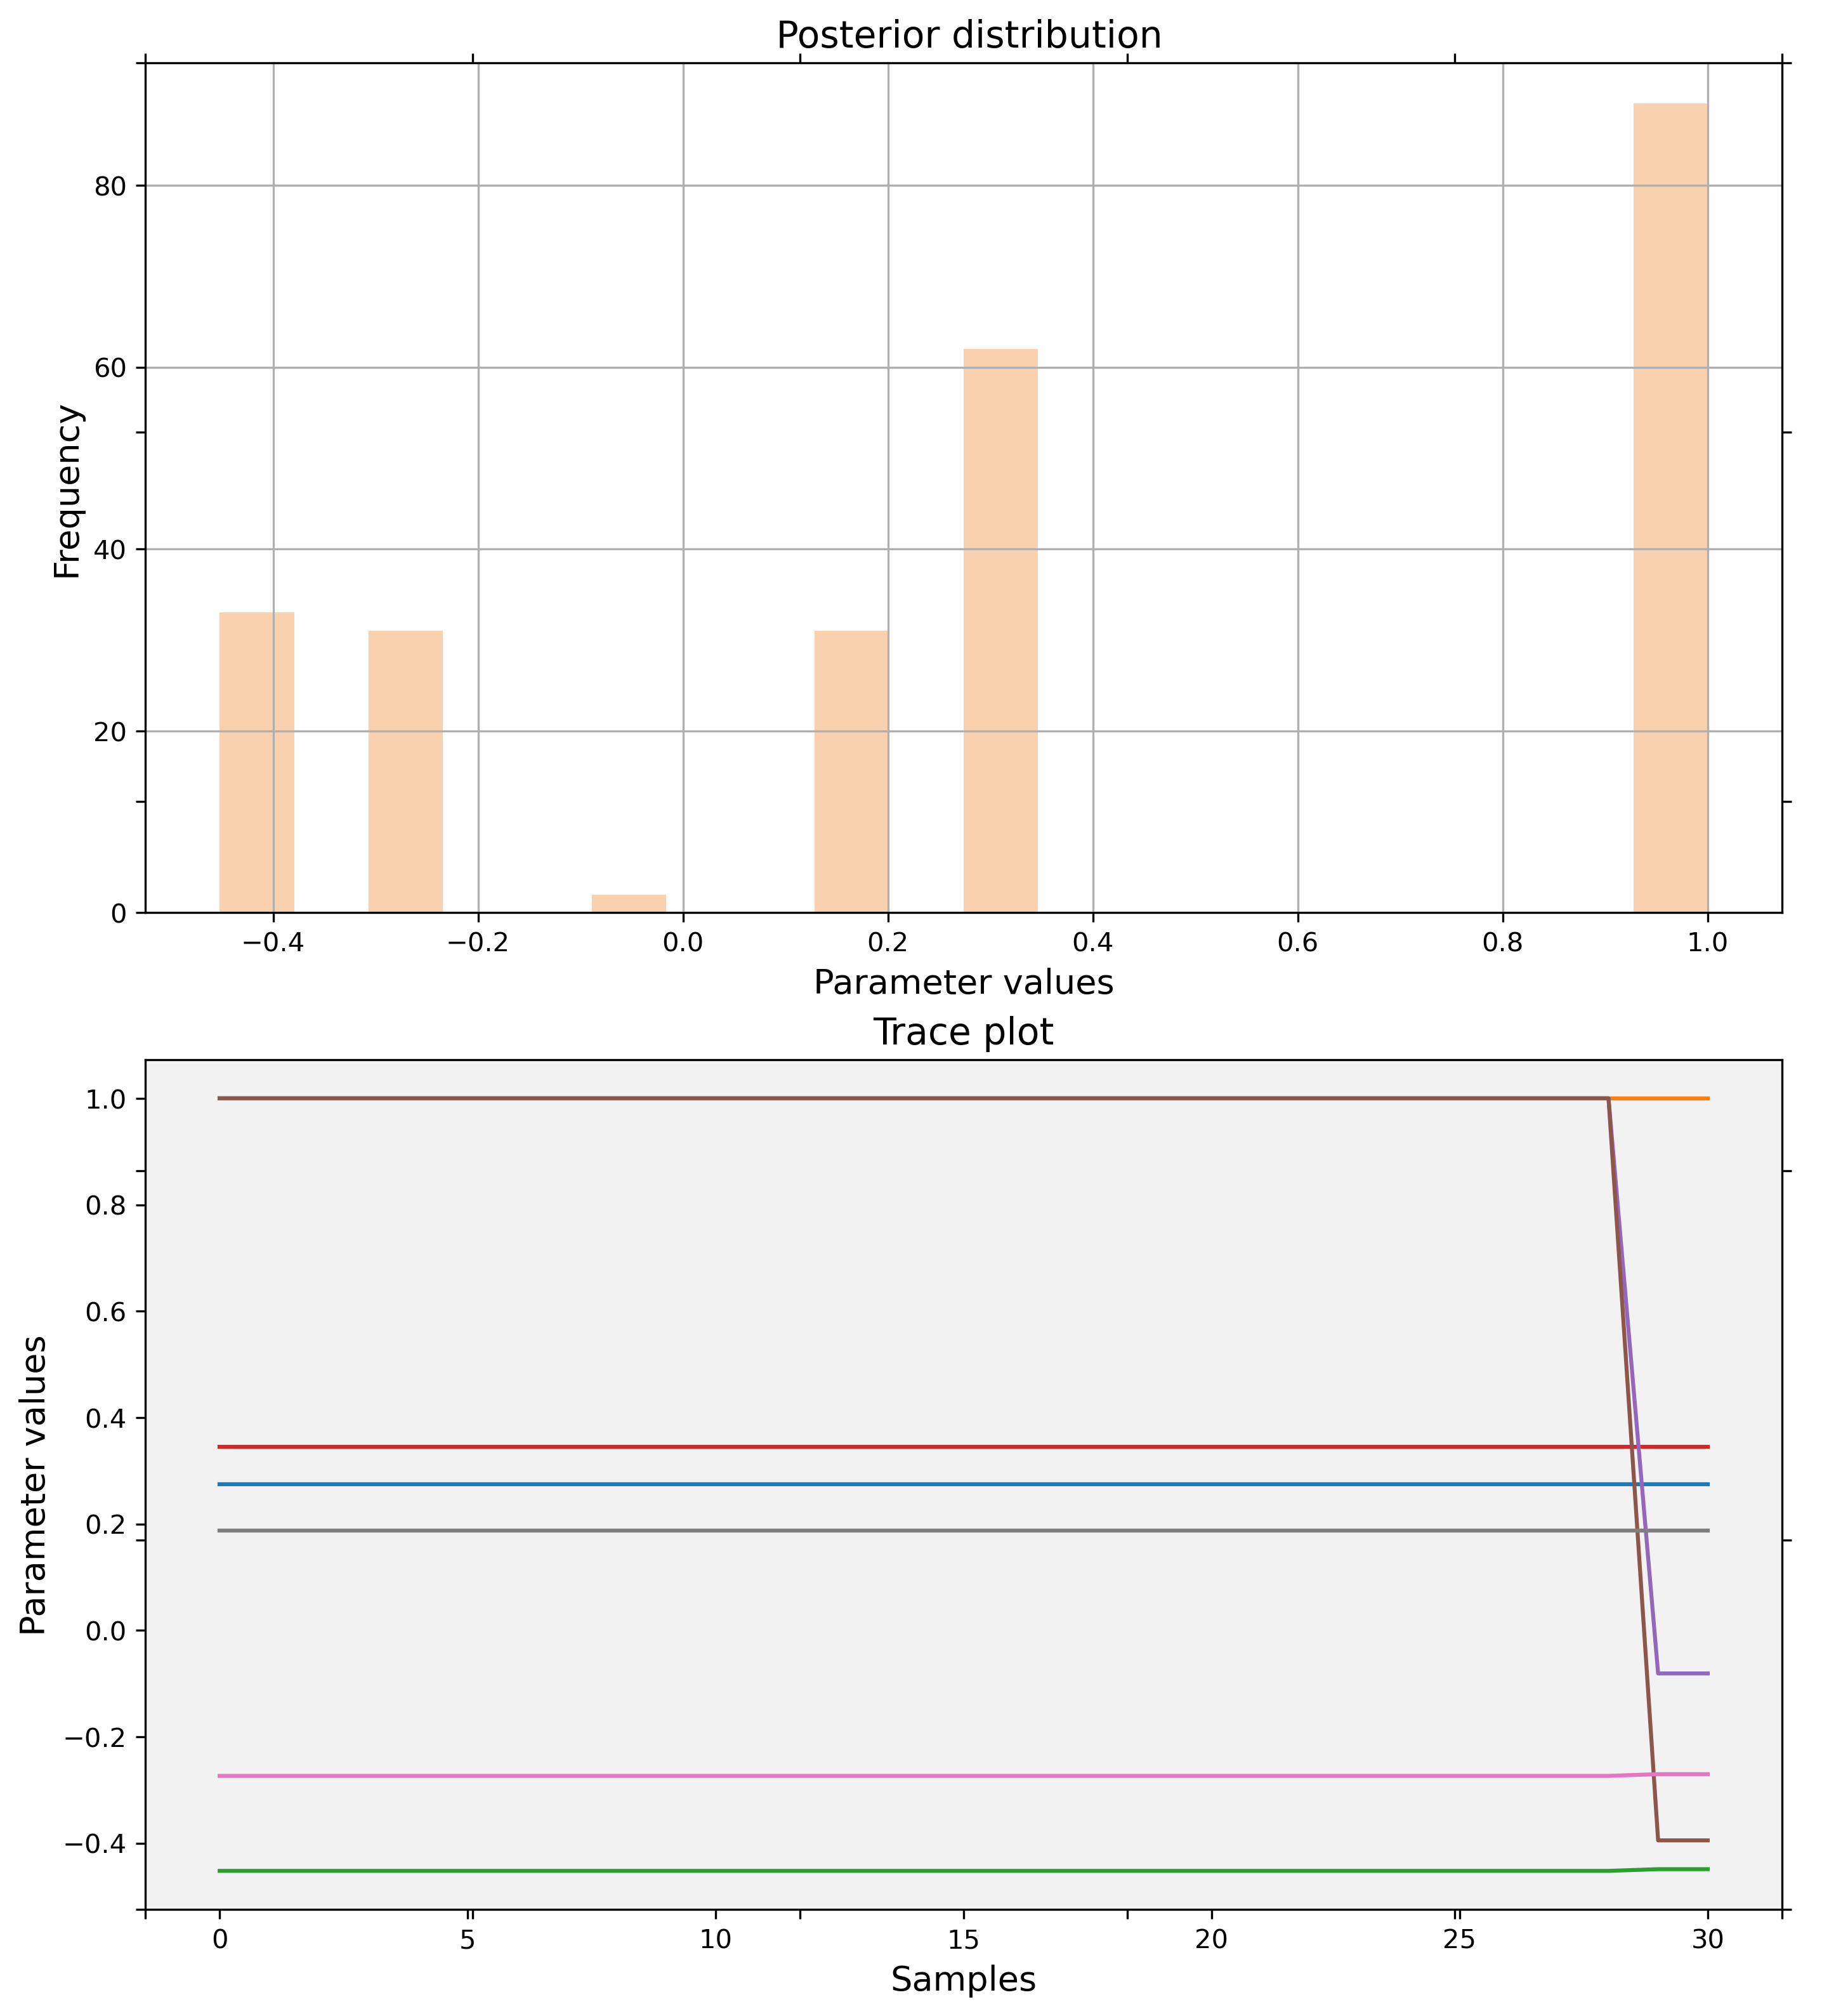 Posterior distribution
Frequency
80
60
40
20
0
−0.4 −0.2 0.0 0.2 0.4 0.6 0.8 1.0
Parameter values
Trace plot
Parameter values
1.0
0.8
0.6
0.4
0.2
0.0
−0.2
−0.4
0 5 10 15 20 25 30
Samples